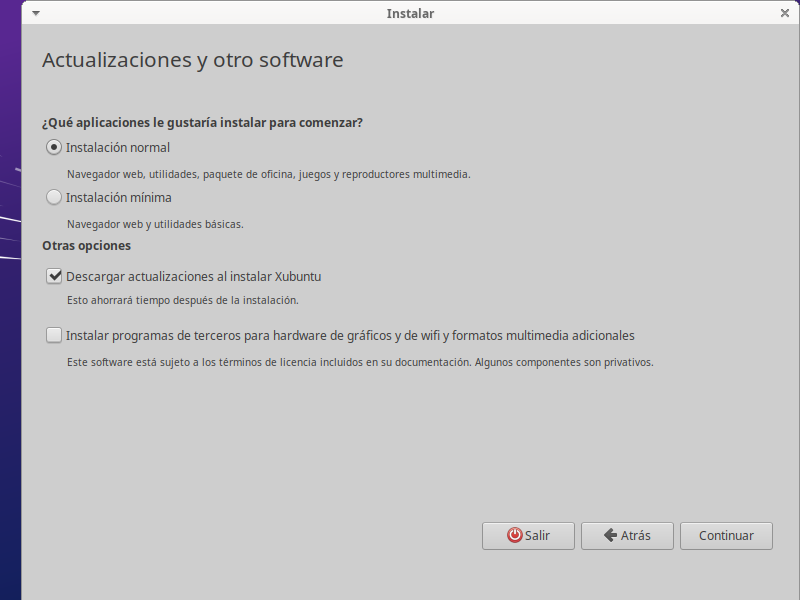 Instalar
Actualizaciones y otro software
¿Qué aplicaciones le gustaría instalar para comenzar?
Instalación normal
Navegador web, utilidades, paquete de oficina, juegos y reproductores multimedia.
Instalación mínima
Navegador web y utilidades básicas.
Otras opciones
Descargar actualizaciones al instalar Xubuntu
Esto ahorrará tiempo después de la instalación.
Instalar programas de terceros para hardware de gráficos y de wifi y formatos multimedia adicionales
Este software está sujeto a los términos de licencia incluidos en su documentación. Algunos componentes son privativos.
Salir
Atrás
Continuar